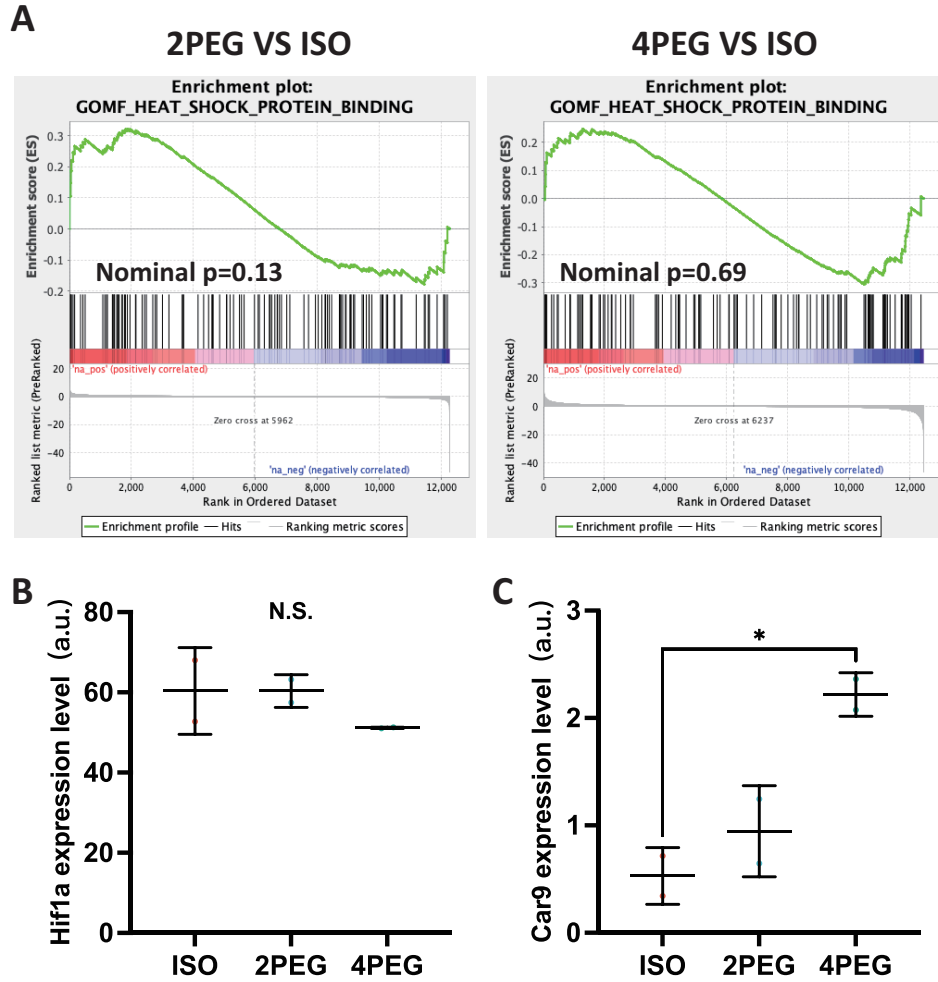 A
2PEG VS ISO
Enrichment plot:
GOMF_HEAT_SHOCK_PROTEIN_BINDING
Enrichment score (ES)
0.3
0.2
0.1
0.0
-0.1
-0.2
Nominal p=0.13
'na_pos' (positively correlated)
Ranked list metric (PreRanked)
20
0
-20
-40
Zero cross at 5962
'na_neg' (negatively correlated)
0 2,000 4,000 6,000 8,000 10,000 12,000
Rank in Ordered Dataset
Enrichment profile Hits Ranking metric scores
4PEG VS ISO
Enrichment plot:
GOMF_HEAT_SHOCK_PROTEIN_BINDING
Enrichment score (ES)
0.2
0.1
0.0
-0.1
-0.2
-0.3
Nominal p=0.69
'na_pos' (positively correlated)
Ranked list metric (PreRanked)
20
0
-20
-40
Zero cross at 6237
'na_neg' (negatively correlated)
0 2,000 4,000 6,000 8,000 10,000 12,000
Rank in Ordered Dataset
Enrichment profile Hits Ranking metric scores
B
Hif1a expression level (a.u.)
80
60
40
20
0
N.S.
ISO 2PEG 4PEG
C
Car9 expression level (a.u.)
3
2
1
0
*
ISO 2PEG 4PEG